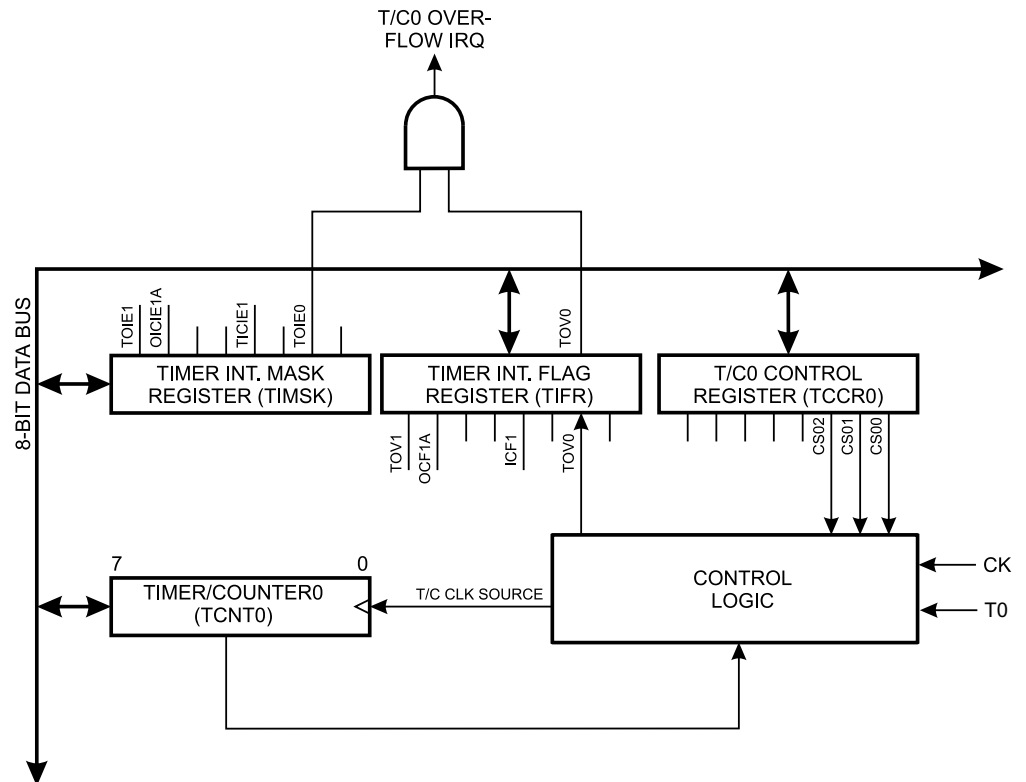 T/C0 OVER-
FLOW IRQ
8-BIT DATA BUS
TOIE1
OICIE1A
TICIE1
TOIE0
TOV0
TIMER INT. MASK
REGISTER (TIMSK)
TIMER INT. FLAG
REGISTER (TIFR)
T/C0 CONTROL
REGISTER (TCCR0)
TOV1
OCF1A
ICF1
TOV0
CS02
CS01
CS00
7
0
TIMER/COUNTER0
(TCNT0)
T/C CLK SOURCE
CONTROL
LOGIC
CK
T0